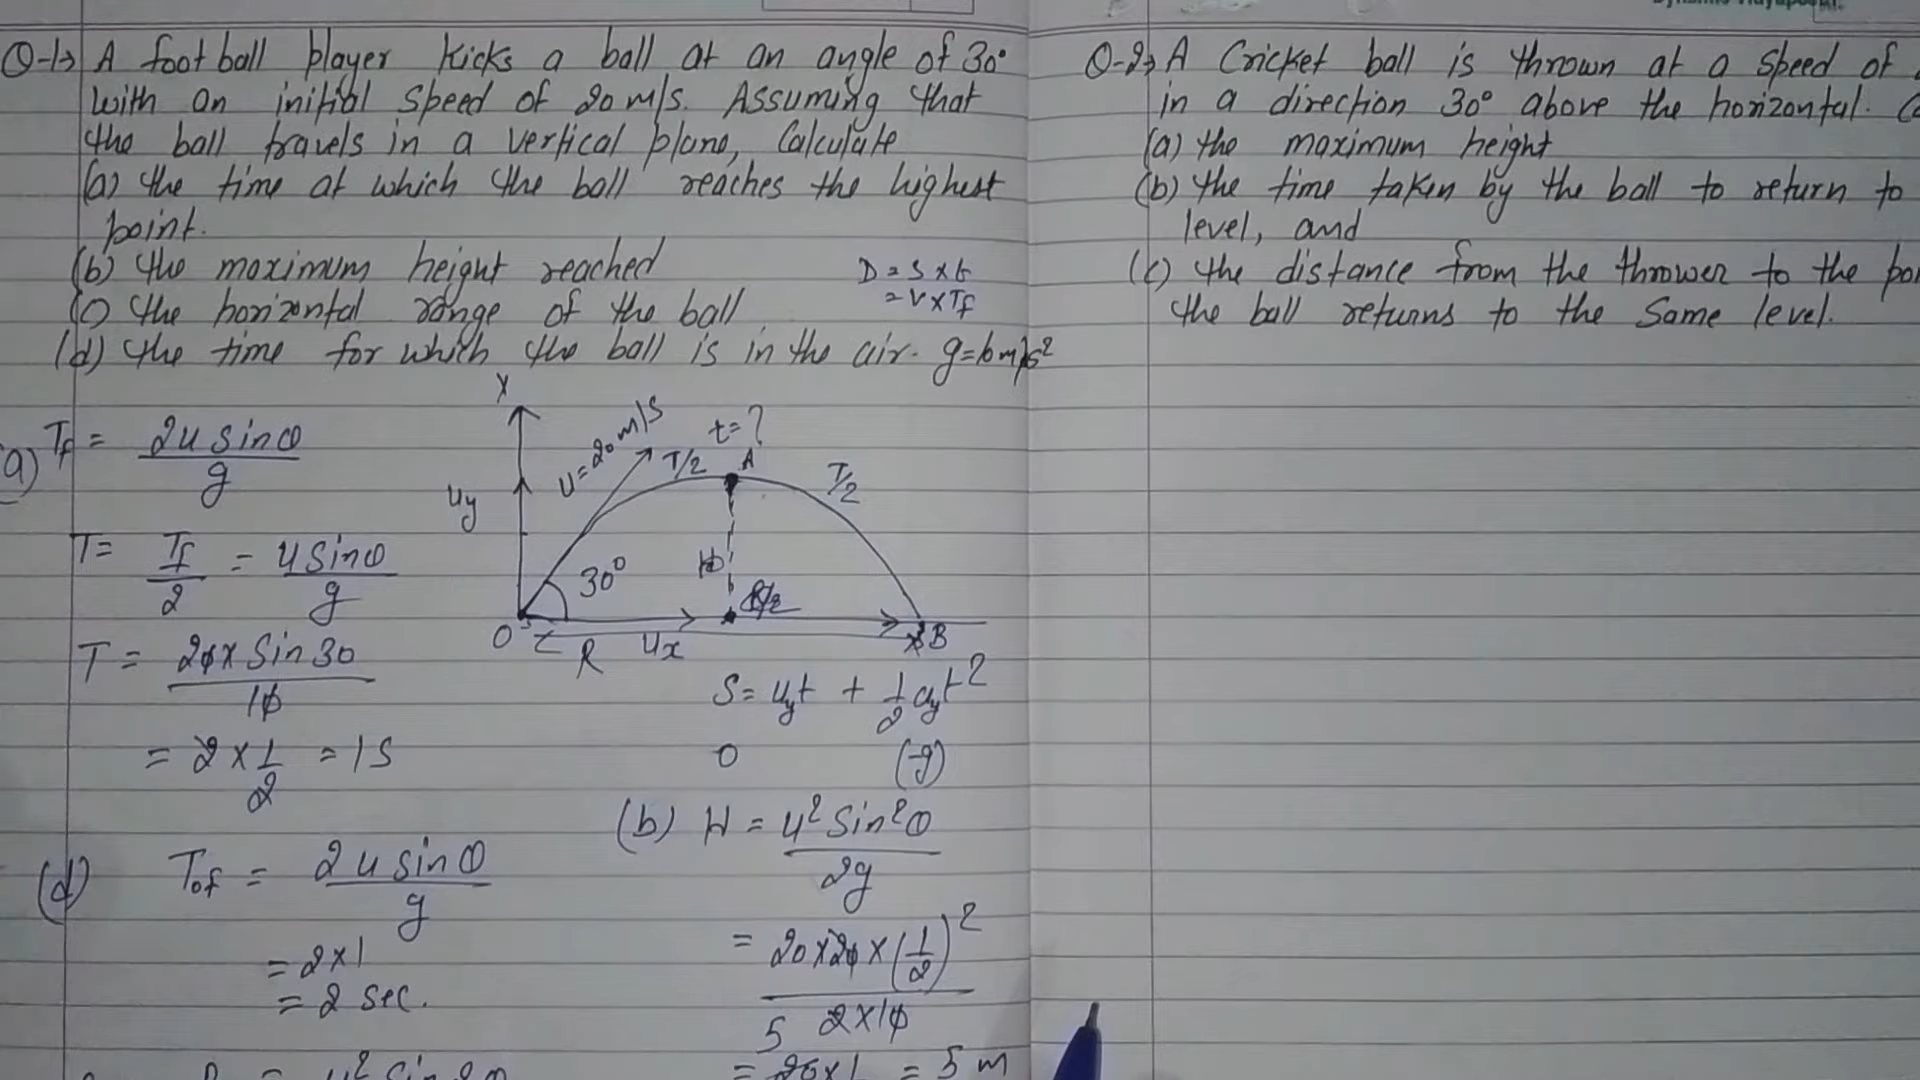 Q-1→ A football player kicks a ball at an angle of 30°
with an initial speed of 20 m/s. Assuming that
the ball travels in a vertical plane, Calculate
(a) the time at which the ball reaches the highest
point.
(b) the maximum height reached
(c) the horizontal range of the ball
(d) the time for which the ball is in the air. g=10m/s²
D = S x t
= V x Tf
a) Tf = 2u sinθ / g
T = Tf / 2 = u sinθ / g
T = 20 x Sin 30 / 10
= 2 x 1/2 = 1 S
(d) Tof = 2u sinθ / g
= 2 x 1
= 2 sec.
Y
uy
u = 20 m/s
t = ?
T/2
A
T/2
30°
H
R/2
O
R
ux
B
S = uyt + 1/2 ayt²
0 (-g)
(b) H = u² Sin²θ / 2g
= 20 x 20 x (1/2)² / 2 x 10
5
= 5 m
Q-2→ A Cricket ball is thrown at a speed of
in a direction 30° above the horizontal.
(a) the maximum height
(b) the time taken by the ball to return to
level, and
(c) the distance from the thrower to the
the ball returns to the Same level.